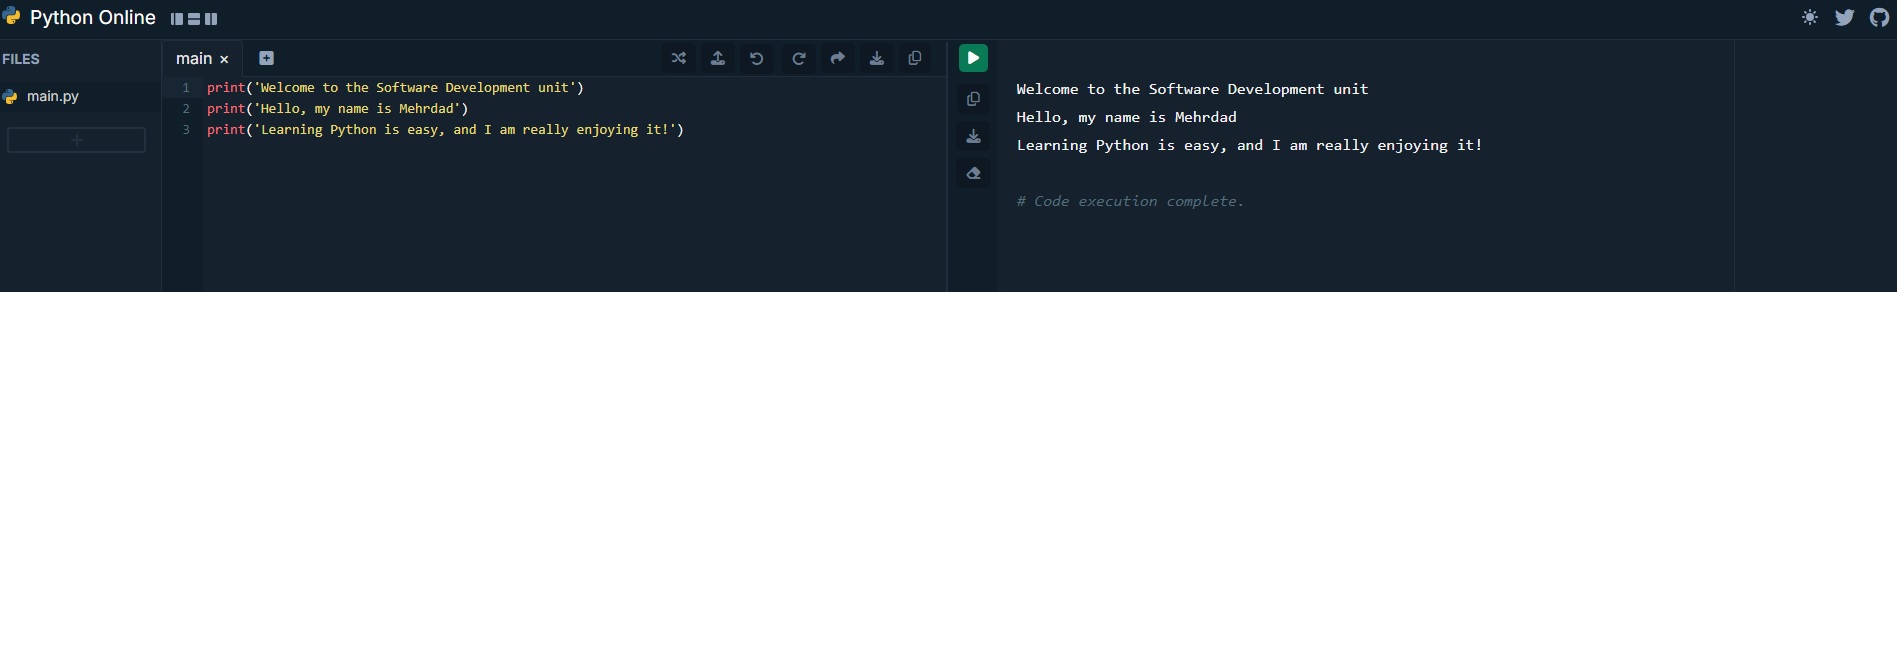 Python Online
FILES
main.py
main ×
1 print('Welcome to the Software Development unit')
2 print('Hello, my name is Mehrdad')
3 print('Learning Python is easy, and I am really enjoying it!')
Welcome to the Software Development unit
Hello, my name is Mehrdad
Learning Python is easy, and I am really enjoying it!
# Code execution complete.